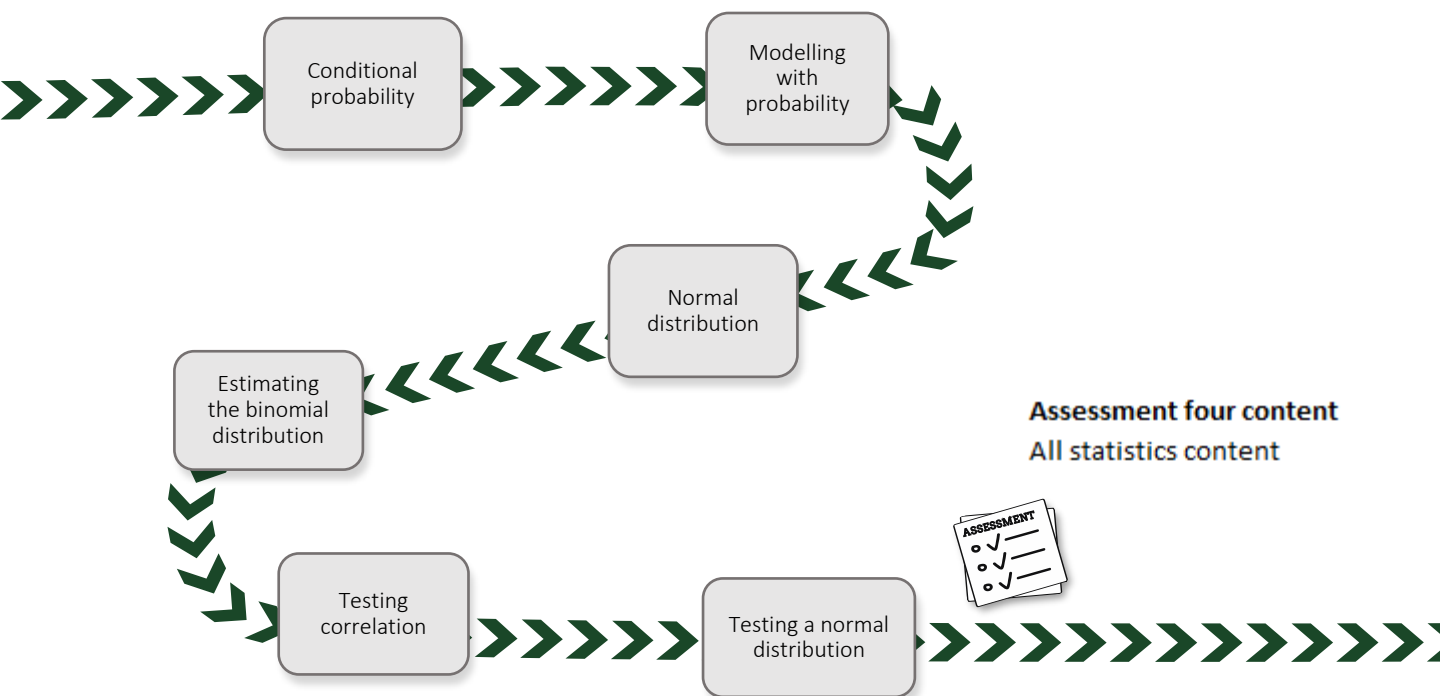 Conditional
probability
Modelling
with
probability
Normal
distribution
Estimating
the binomial
distribution
Assessment four content
All statistics content
ASSESSMENT
Testing
correlation
Testing a normal
distribution